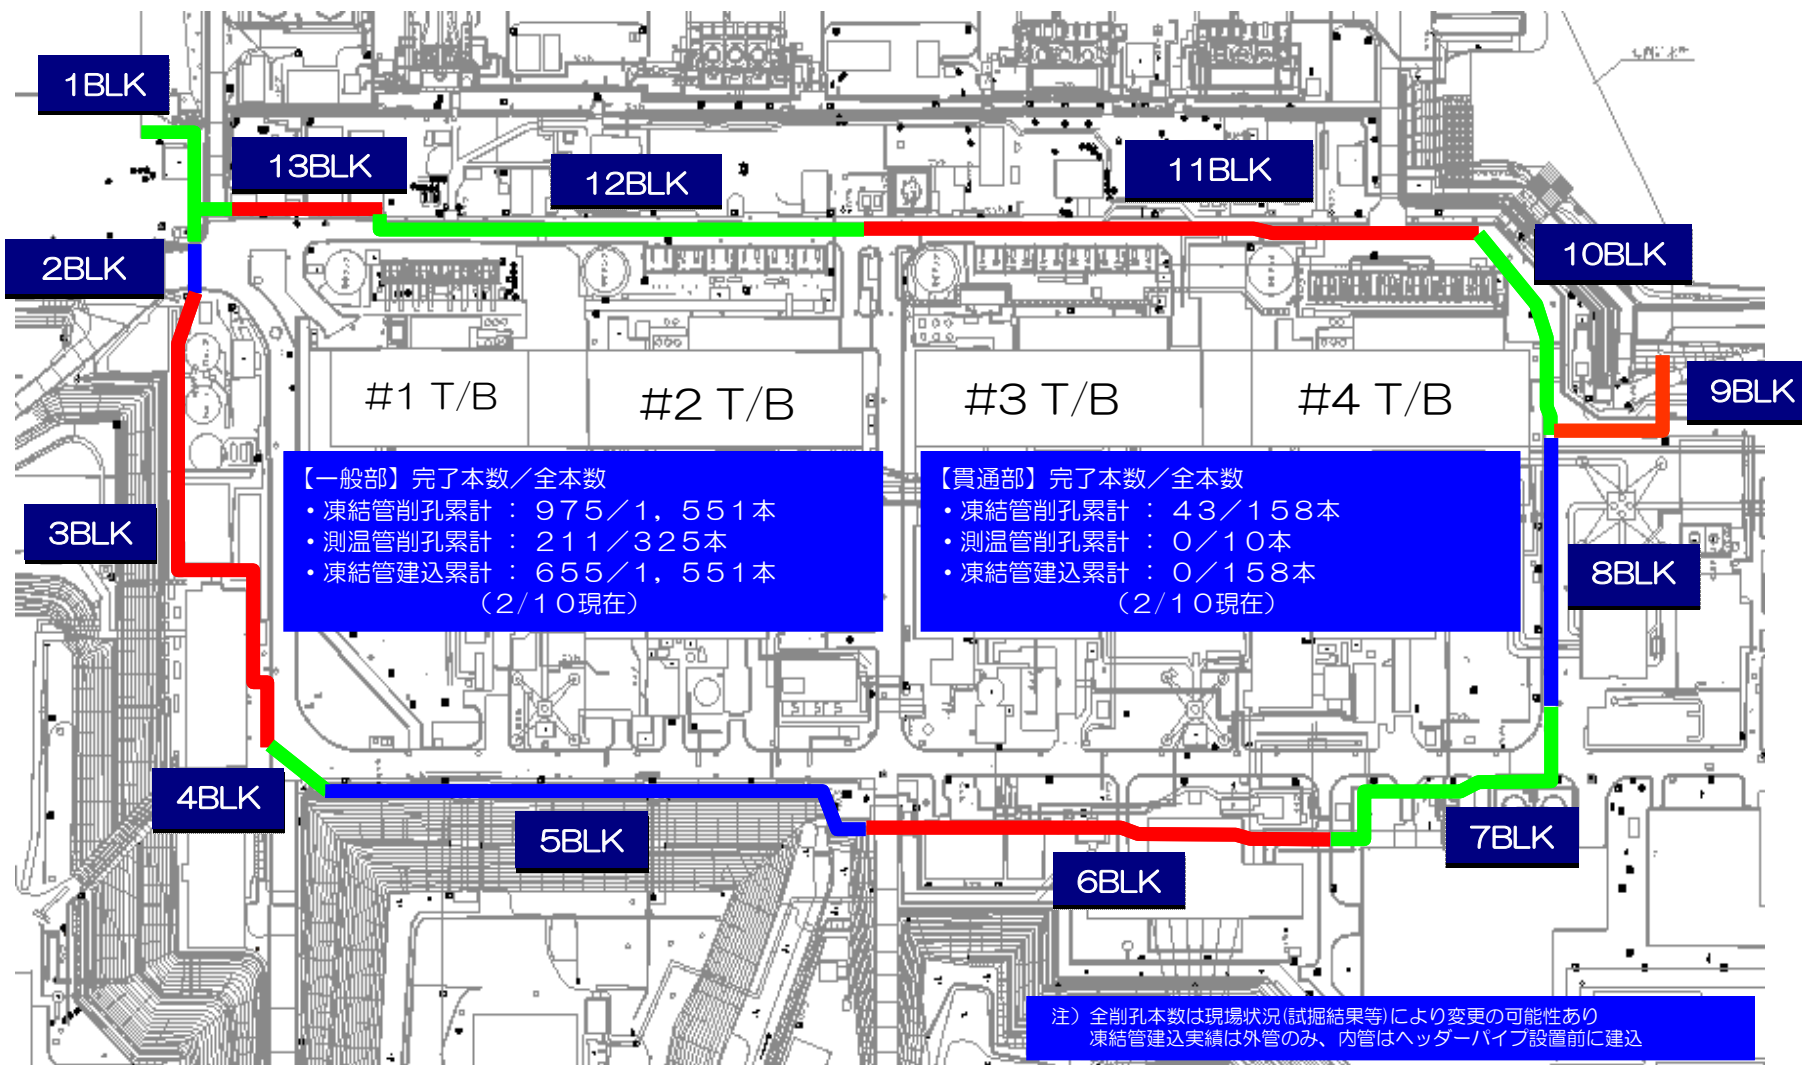 1BLK
13BLK
12BLK
11BLK
2BLK
10BLK
#1 T/B
#2 T/B
#3 T/B
#4 T/B
9BLK
【一般部】完了本数／全本数
・凍結管削孔累計 ： 975／1，551本
・測温管削孔累計 ： 211／325本
・凍結管建込累計 ： 655／1，551本
（2/10現在）
【貫通部】完了本数／全本数
・凍結管削孔累計 ： 43／158本
・測温管削孔累計 ： 0／10本
・凍結管建込累計 ： 0／158本
（2/10現在）
3BLK
8BLK
4BLK
5BLK
7BLK
6BLK
注）全削孔本数は現場状況(試掘結果等)により変更の可能性あり
凍結管建込実績は外管のみ、内管はヘッダーパイプ設置前に建込